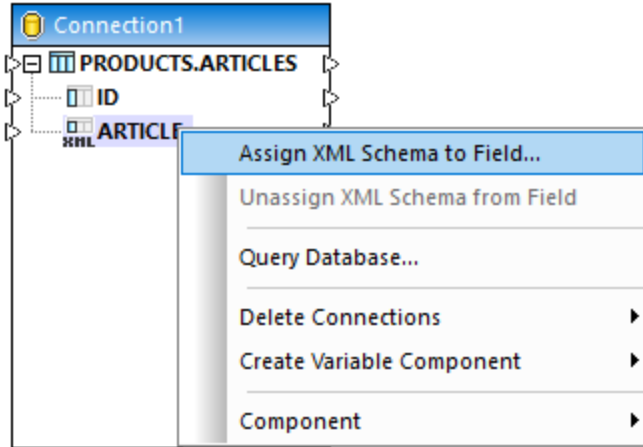 Connection1
PRODUCTS.ARTICLES
ID
XML ARTICLE
Assign XML Schema to Field...
Unassign XML Schema from Field
Query Database...
Delete Connections
Create Variable Component
Component